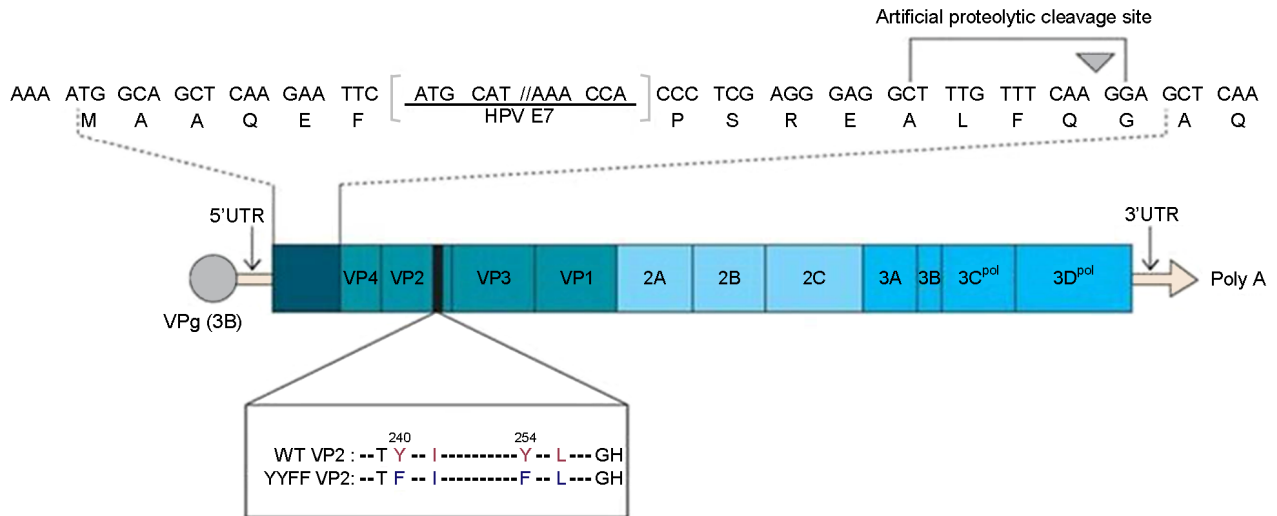 Artificial proteolytic cleavage site
AAA ATG GCA GCT CAA GAA TTC [ ATG CAT //AAA CCA ] CCC TCG AGG GAG GCT TTG TTT CAA GGA GCT CAA
HPV E7
M A A Q E F P S R E A L F Q G A Q
5'UTR
3'UTR
VP4 VP2 VP3 VP1 2A 2B 2C 3A 3B 3Cpol 3Dpol
Poly A
VPg (3B)
240 254
WT VP2 : --T Y-- I----------Y-- L---GH
YYFF VP2: --T F-- I----------F-- L---GH